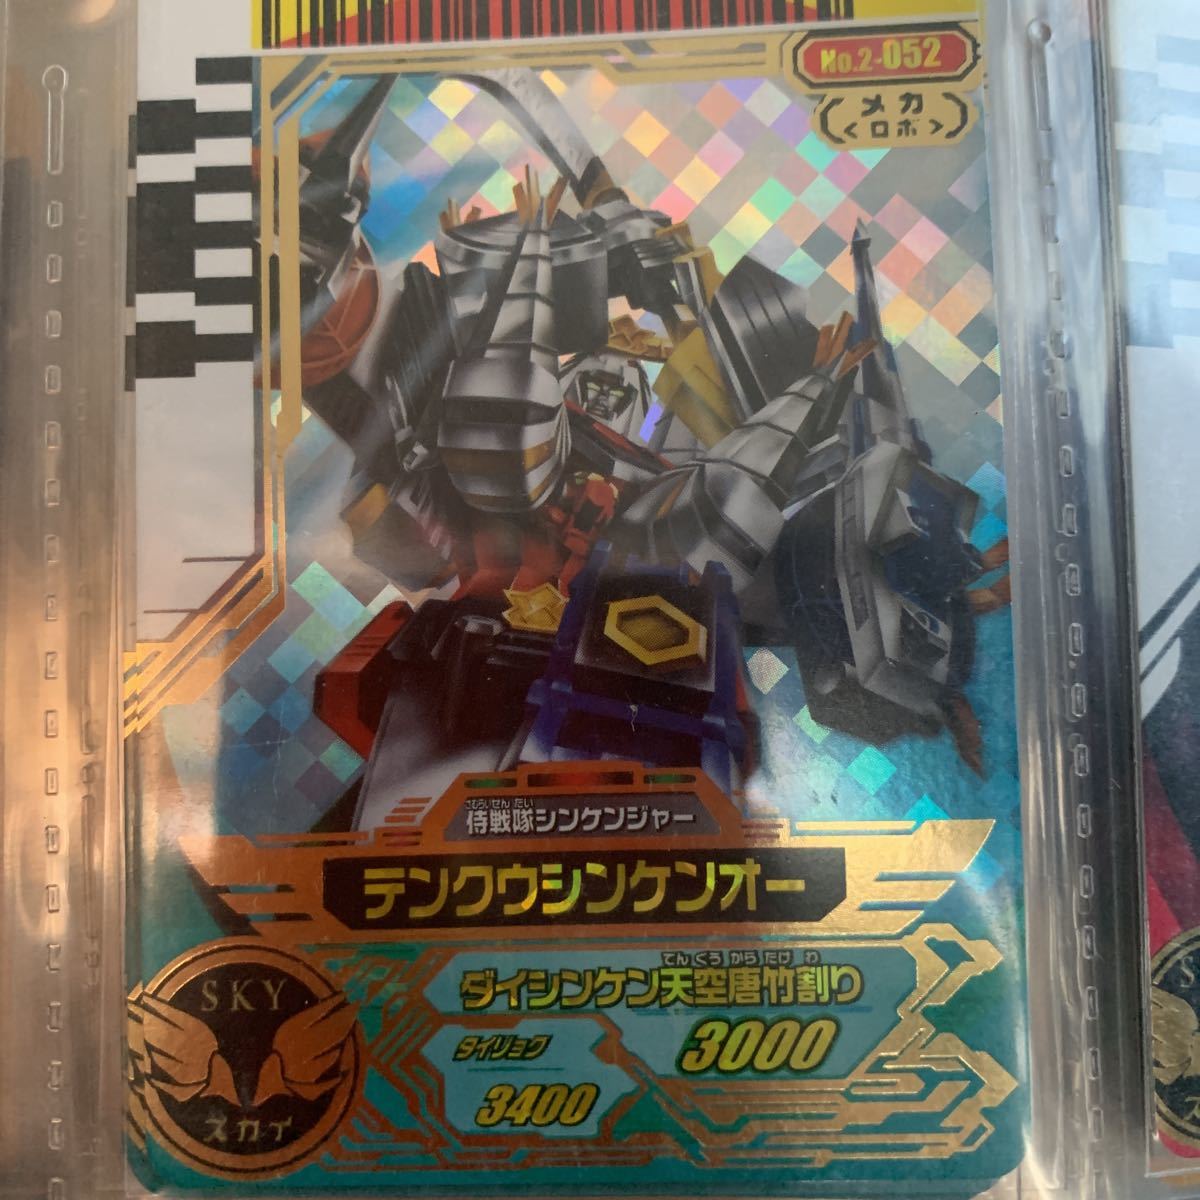 No.2-052
メカ
<ロボ>
さむらいせんたい
侍戦隊シンケンジャー
テンクウシンケンオー
てんくうからたけわ
ダイシンケン天空唐竹割り
3000
タイリョク
3400
SKY
スカイ
S
ス